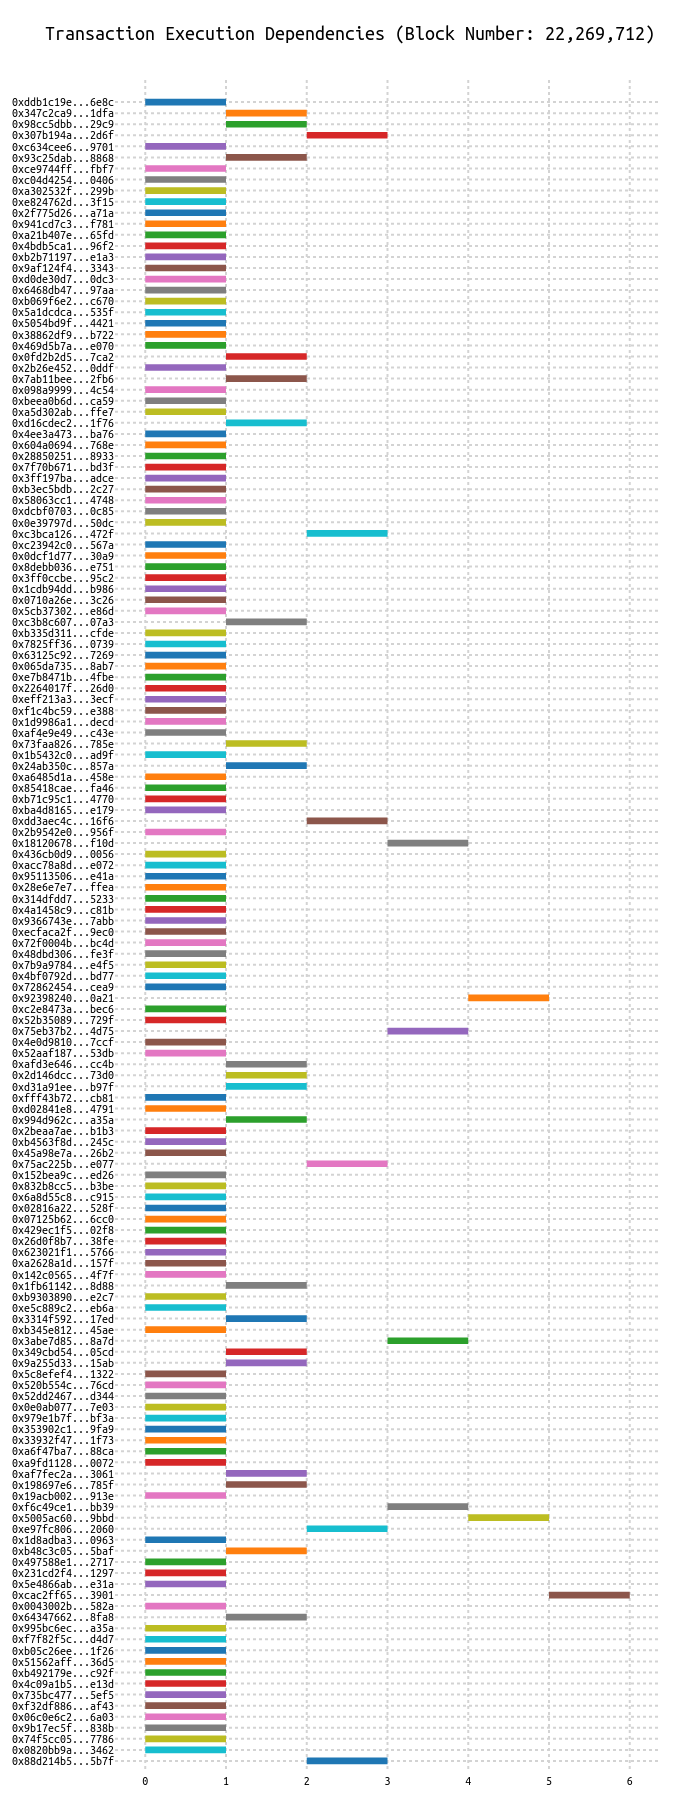 Transaction Execution Dependencies (Block Number: 22,269,712)
0xddb1c19e...6e8c
0x347c2ca9...1dfa
0x98cc5dbb...29c9
0x307b194a...2d6f
0xc634cee6...9701
0x93c25dab...8868
0xce9744ff...fbf7
0xc04d4254...0406
0xa302532f...299b
0xe824762d...3f15
0x2f775d26...a71a
0x941cd7c3...f781
0xa21b407e...65fd
0x4bdb5ca1...96f2
0xb2b71197...e1a3
0x9af124f4...3343
0xd0de30d7...0dc3
0x6468db47...97aa
0xb069f6e2...c670
0x5a1dcdca...535f
0x5054bd9f...4421
0x38862df9...b722
0x469d5b7a...e070
0x0fd2b2d5...7ca2
0x2b26e452...0ddf
0x7ab11bee...2fb6
0x098a9999...4c54
0xbeea0b6d...ca59
0xa5d302ab...ffe7
0xd16cdec2...1f76
0x4ee3a473...ba76
0x604a0694...768e
0x28850251...8933
0x7f70b671...bd3f
0x3ff197ba...adce
0xb3ec5bdb...2c27
0x58063cc1...4748
0xdcbf0703...0c85
0x0e39797d...50dc
0xc3bca126...472f
0xc23942c0...567a
0x0dcf1d77...30a9
0x8debb036...e751
0x3ff0ccbe...95c2
0x1cdb94dd...b986
0x0710a26e...3c26
0x5cb37302...e86d
0xc3b8c607...07a3
0xb335d311...cfde
0x7825ff36...0739
0x63125c92...7269
0x065da735...8ab7
0xe7b8471b...4fbe
0x2264017f...26d0
0xeff213a3...3ecf
0xf1c4bc59...e388
0x1d9986a1...decd
0xaf4e9e49...c43e
0x73faa826...785e
0x1b5432c0...ad9f
0x24ab350c...857a
0xa6485d1a...458e
0x85418cae...fa46
0xb71c95c1...4770
0xba4d8165...e179
0xdd3aec4c...16f6
0x2b9542e0...956f
0x18120678...f10d
0x436cb0d9...0056
0xacc78a8d...e072
0x95113506...e41a
0x28e6e7e7...ffea
0x314dfdd7...5233
0x4a1458c9...c81b
0x9366743e...7abb
0xecfaca2f...9ec0
0x72f0004b...bc4d
0x48dbd306...fe3f
0x7b9a9784...e4f5
0x4bf0792d...bd77
0x72862454...cea9
0x92398240...0a21
0xc2e8473a...bec6
0x52b35089...729f
0x75eb37b2...4d75
0x4e0d9810...7ccf
0x52aaf187...53db
0xafd3e646...cc4b
0x2d146dcc...73d0
0xd31a91ee...b97f
0xfff43b72...cb81
0xd02841e8...4791
0x994d962c...a35a
0x2beaa7ae...b1b3
0xb4563f8d...245c
0x45a98e7a...26b2
0x75ac225b...e077
0x152bea9c...ed26
0x832b8cc5...b3be
0x6a8d55c8...c915
0x02816a22...528f
0x07125b62...6cc0
0x429ec1f5...02f8
0x26d0f8b7...38fe
0x623021f1...5766
0xa2628a1d...157f
0x142c0565...4f7f
0x1fb61142...8d88
0xb9303890...e2c7
0xe5c889c2...eb6a
0x3314f592...17ed
0xb345e812...45ae
0x3abe7d85...8a7d
0x349cbd54...05cd
0x9a255d33...15ab
0x5c8efef4...1322
0x520b554c...76cd
0x52dd2467...d344
0x0e0ab077...7e03
0x979e1b7f...bf3a
0x353902c1...9fa9
0x33932f47...1f73
0xa6f47ba7...88ca
0xa9fd1128...0072
0xaf7fec2a...3061
0x198697e6...785f
0x19acb002...913e
0xf6c49ce1...bb39
0x5005ac60...9bbd
0xe97fc806...2060
0x1d8adba3...0963
0xb48c3c05...5baf
0x497588e1...2717
0x231cd2f4...1297
0x5e4866ab...e31a
0xcac2ff65...3901
0x0043002b...582a
0x64347662...8fa8
0x995bc6ec...a35a
0xf7f82f5c...d4d7
0xb05c26ee...1f26
0x51562aff...36d5
0xb492179e...c92f
0x4c09a1b5...e13d
0x735bc477...5ef5
0xf32df886...af43
0x06c0e6c2...6a03
0x9b17ec5f...838b
0x74f5cc05...7786
0x0820bb9a...3462
0x88d214b5...5b7f
0 1 2 3 4 5 6